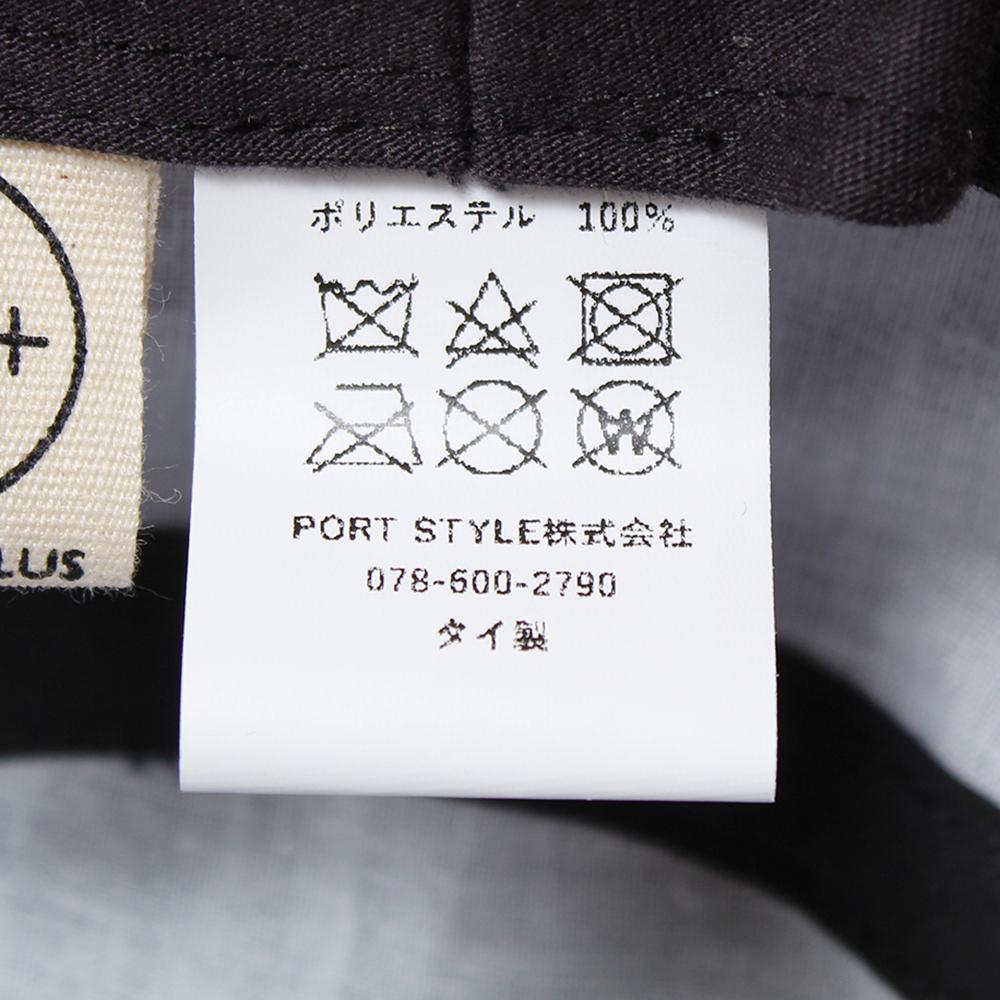 ポリエステル 100%
W
PORT STYLE株式会社
078-600-2790
タイ製
+
LUS